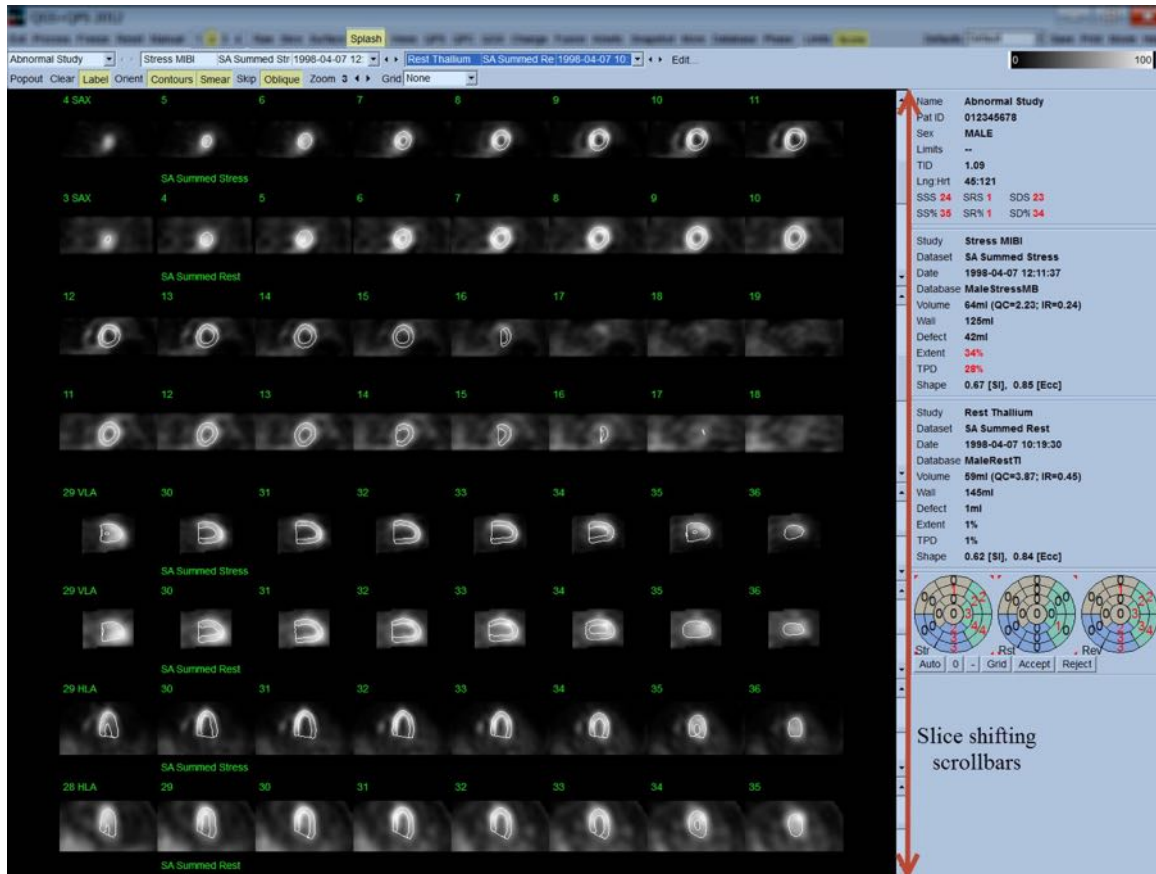 QGS+QPS 2012
Splash
Abnormal Study Stress MIBI SA Summed Str 1998-04-07 12: Rest Thallium SA Summed Re 1998-04-07 10: Edit... 0 100
Popout Clear Label Orient Contours Smear Skip Oblique Zoom 3 Grid None
4 SAX 5 6 7 8 9 10 11
SA Summed Stress
3 SAX 4 5 6 7 8 9 10
SA Summed Rest
12 13 14 15 16 17 18 19
11 12 13 14 15 16 17 18
29 VLA 30 31 32 33 34 35 36
SA Summed Stress
29 VLA 30 31 32 33 34 35 36
SA Summed Rest
29 HLA 30 31 32 33 34 35 36
SA Summed Stress
28 HLA 29 30 31 32 33 34 35
SA Summed Rest
Name Abnormal Study
Pat ID 012345678
Sex MALE
Limits --
TID 1.09
Lng:Hrt 45:121
SSS 24 SRS 1 SDS 23
SS% 35 SR% 1 SD% 34
Study Stress MIBI
Dataset SA Summed Stress
Date 1998-04-07 12:11:37
Database MaleStressMB
Volume 64ml (QC=2.23; IR=0.24)
Wall 125ml
Defect 42ml
Extent 34%
TPD 28%
Shape 0.67 [SI], 0.85 [Ecc]
Study Rest Thallium
Dataset SA Summed Rest
Date 1998-04-07 10:19:30
Database MaleRestTl
Volume 59ml (QC=3.87; IR=0.45)
Wall 145ml
Defect 1ml
Extent 1%
TPD 1%
Shape 0.62 [SI], 0.84 [Ecc]
Str Rst Rev
Auto 0 - Grid Accept Reject
Slice shifting
scrollbars